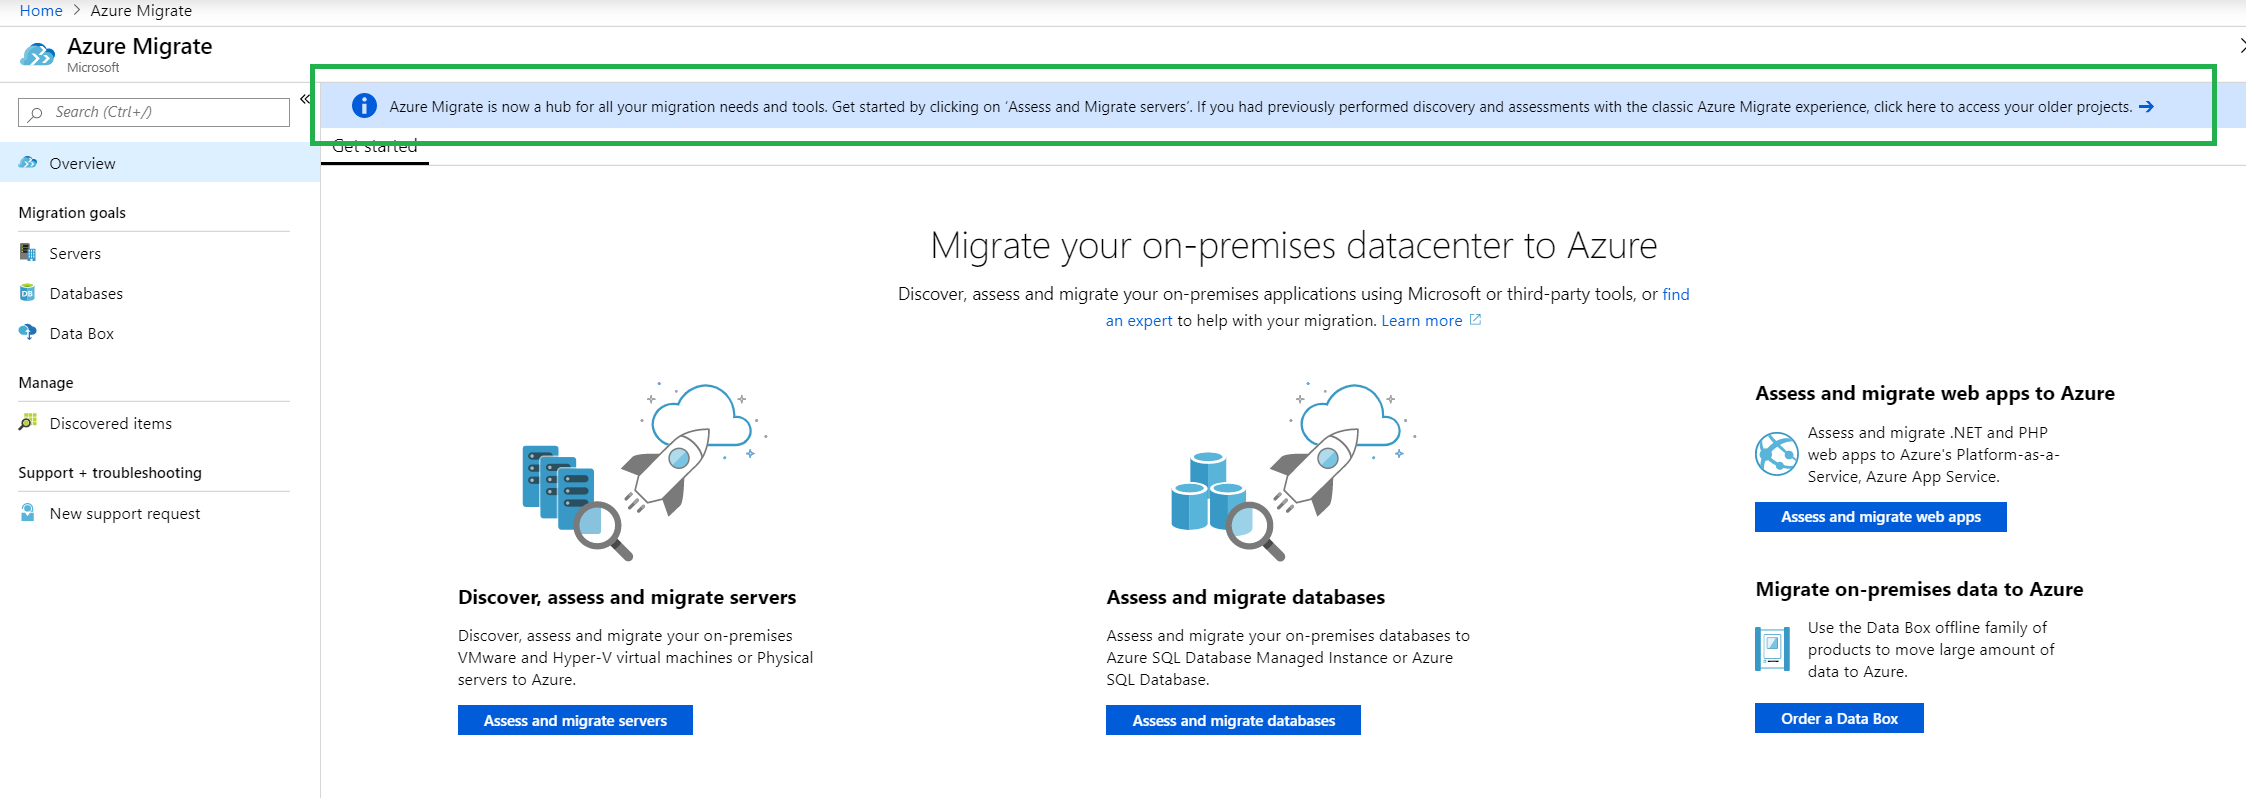 Home > Azure Migrate
Azure Migrate
Microsoft
Search (Ctrl+/)
«
Azure Migrate is now a hub for all your migration needs and tools. Get started by clicking on ‘Assess and Migrate servers’. If you had previously performed discovery and assessments with the classic Azure Migrate experience, click here to access your older projects. →
Get started
Overview
Migration goals
Servers
Databases
Data Box
Manage
Discovered items
Support + troubleshooting
New support request
Migrate your on-premises datacenter to Azure
Discover, assess and migrate your on-premises applications using Microsoft or third-party tools, or find
an expert to help with your migration. Learn more
Discover, assess and migrate servers
Discover, assess and migrate your on-premises
VMware and Hyper-V virtual machines or Physical
servers to Azure.
Assess and migrate servers
DB
Assess and migrate databases
Assess and migrate your on-premises databases to
Azure SQL Database Managed Instance or Azure
SQL Database.
Assess and migrate databases
Assess and migrate web apps to Azure
Assess and migrate .NET and PHP
web apps to Azure's Platform-as-a-
Service, Azure App Service.
Assess and migrate web apps
Migrate on-premises data to Azure
Use the Data Box offline family of
products to move large amount of
data to Azure.
Order a Data Box